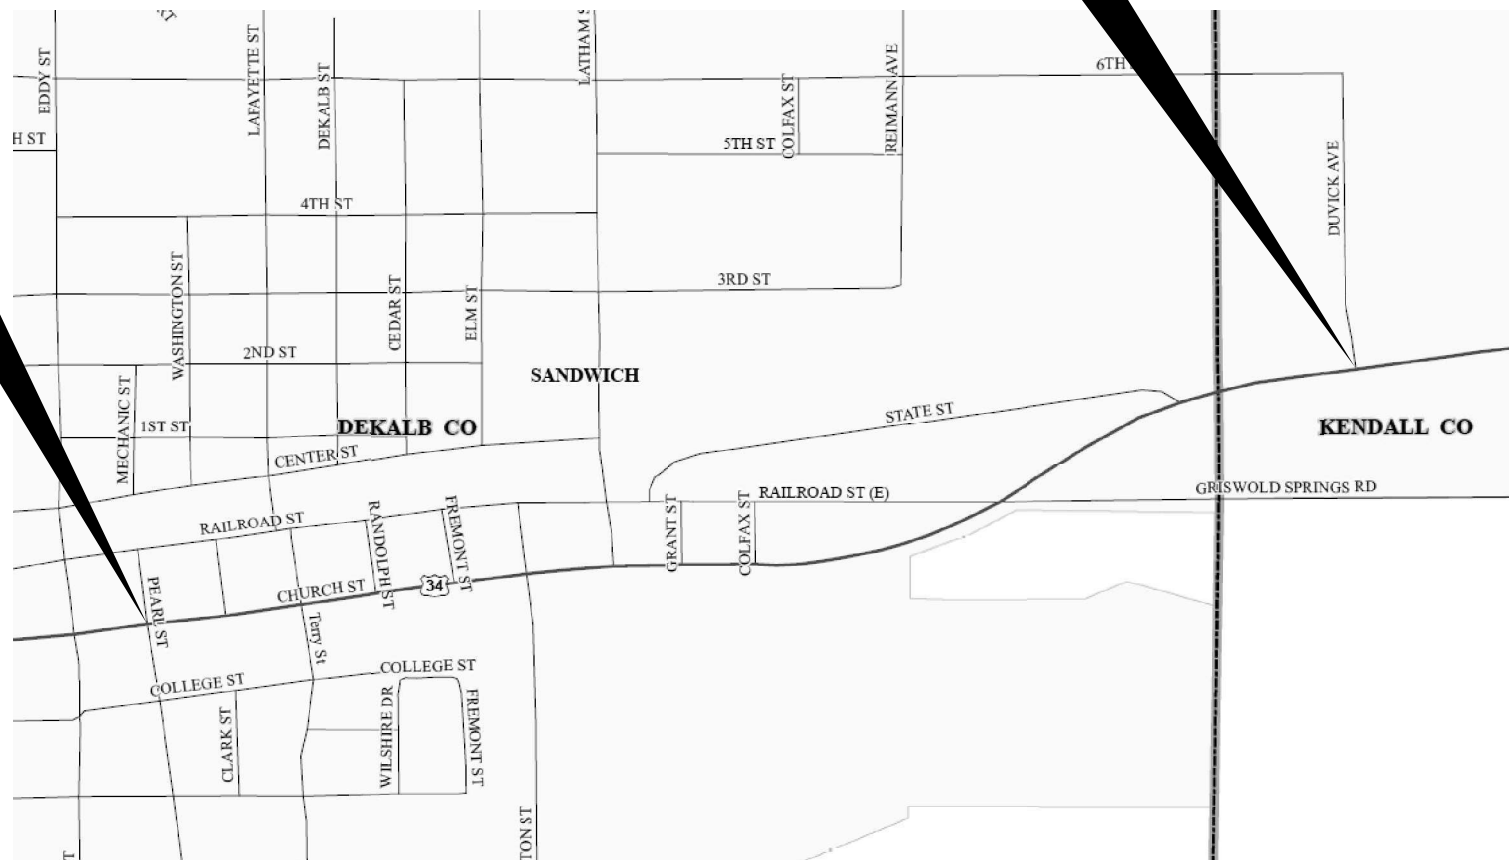 EDDY ST
LAFAYETTE ST
DEKALB ST
LATHAM
COLFAX ST
REIMANN AVE
6TH
H ST
5TH ST
DUVICK AVE
4TH ST
WASHINGTON ST
CEDAR ST
ELM ST
3RD ST
2ND ST
SANDWICH
MECHANIC ST
1ST ST
DEKALB CO
STATE ST
KENDALL CO
CENTER ST
RAILROAD ST
RANDOLPH ST
FREMONT ST
GRANT ST
COLFAX ST
RAILROAD ST (E)
GRISWOLD SPRINGS RD
PEARL ST
CHURCH ST
34
Terry St
COLLEGE ST
COLLEGE ST
CLARK ST
WILSHIRE DR
FREMONT ST
TON ST